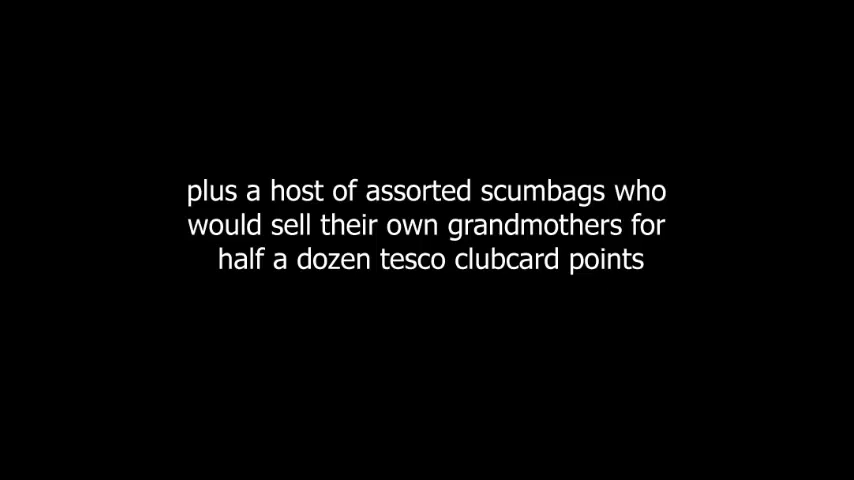 plus a host of assorted scumbags who
would sell their own grandmothers for
half a dozen tesco clubcard points